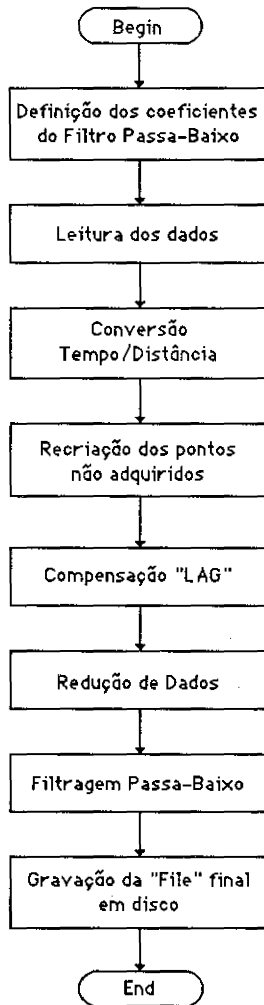 Begin
Definição dos coeficientes
do Filtro Passa-Baixo
Leitura dos dados
Conversão
Tempo/Distância
Recriação dos pontos
não adquiridos
Compensação "LAG"
Redução de Dados
Filtragem Passa-Baixo
Gravação da "File" final
em disco
End